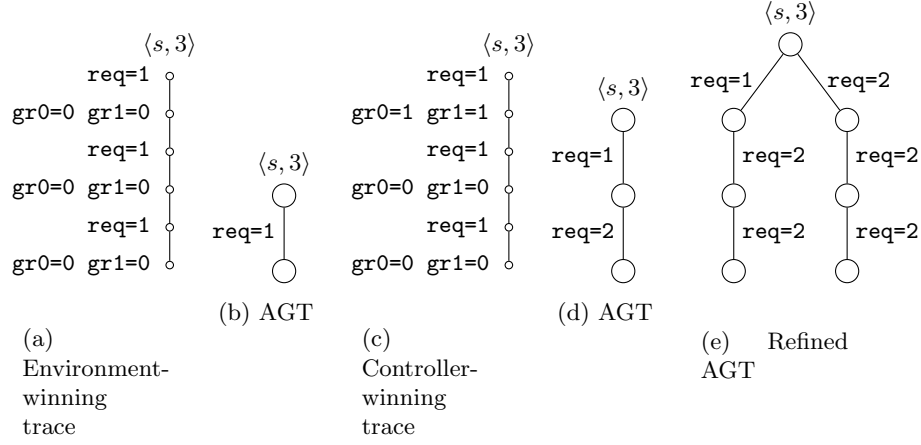 ⟨s, 3⟩
req=1
gr0=0 gr1=0
req=1
gr0=0 gr1=0
req=1
gr0=0 gr1=0
(a)
Environment-
winning
trace
⟨s, 3⟩
req=1
(b) AGT
⟨s, 3⟩
req=1
gr0=1 gr1=1
req=1
gr0=0 gr1=0
req=1
gr0=0 gr1=0
(c)
Controller-
winning
trace
⟨s, 3⟩
req=1
req=2
(d) AGT
⟨s, 3⟩
req=1 req=2
req=2 req=2
req=2 req=2
(e) Refined
AGT